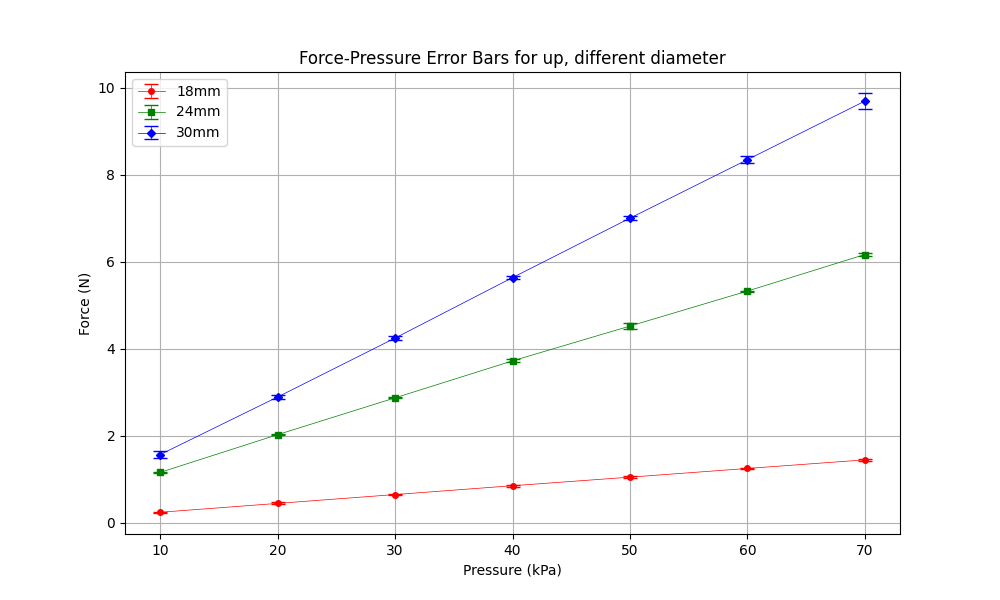 Force-Pressure Error Bars for up, different diameter
18mm
24mm
30mm
10
8
6
4
2
0
Force (N)
10 20 30 40 50 60 70
Pressure (kPa)